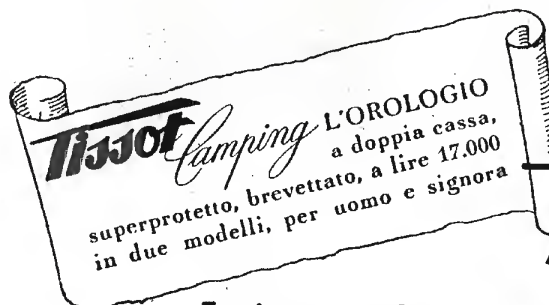 Tissot Camping L'OROLOGIO
a doppia cassa,
superprotetto, brevettato, a lire 17.000
in due modelli, per uomo e signora